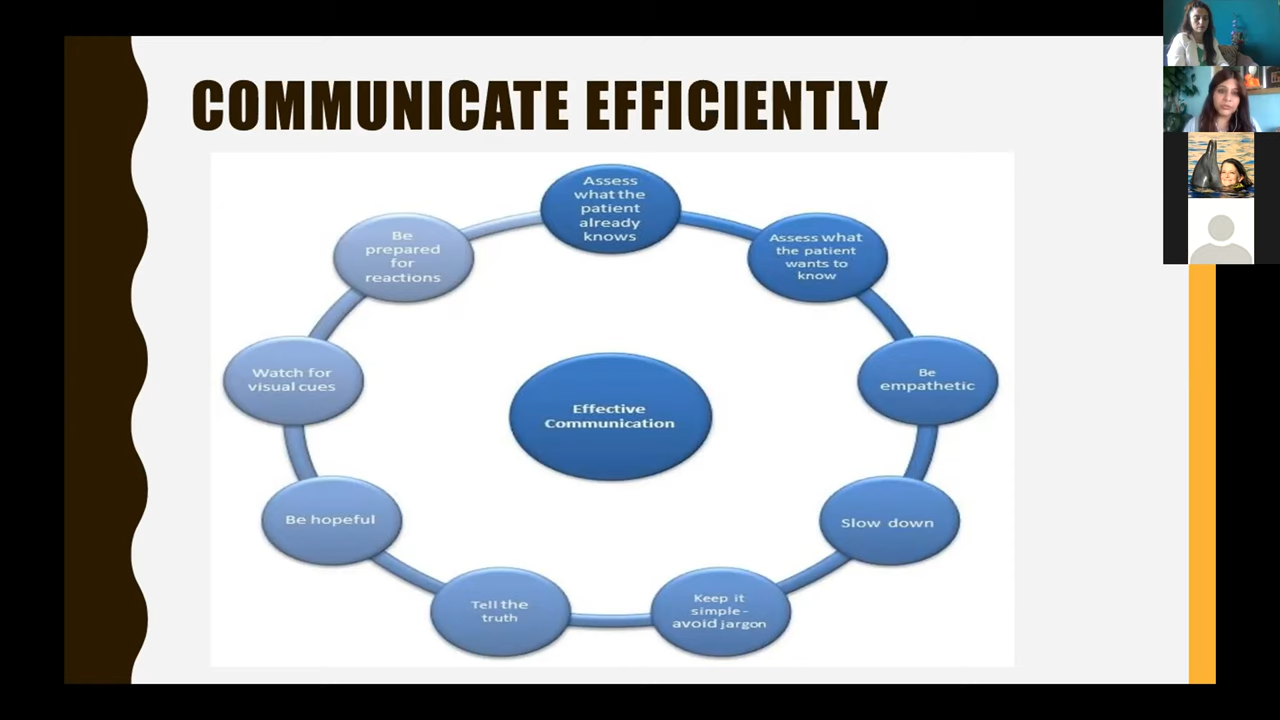 COMMUNICATE EFFICIENTLY
Assess
what the
patient
already
knows
Assess what
the patient
wants to
know
Be
empathetic
Slow down
Keep it
simple-
avoid jargon
Tell the
truth
Be hopeful
Watch for
visual cues
Be
prepared
for
reactions
Effective
Communication